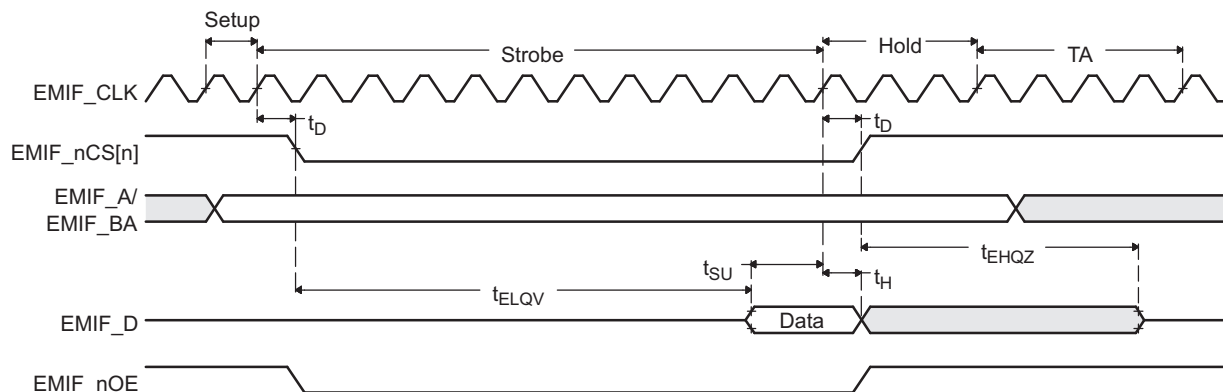 Setup
Strobe
Hold
TA
EMIF_CLK
tD
tD
EMIF_nCS[n]
EMIF_A/
EMIF_BA
tEHQZ
tSU
tH
tELQV
EMIF_D
Data
EMIF_nOE